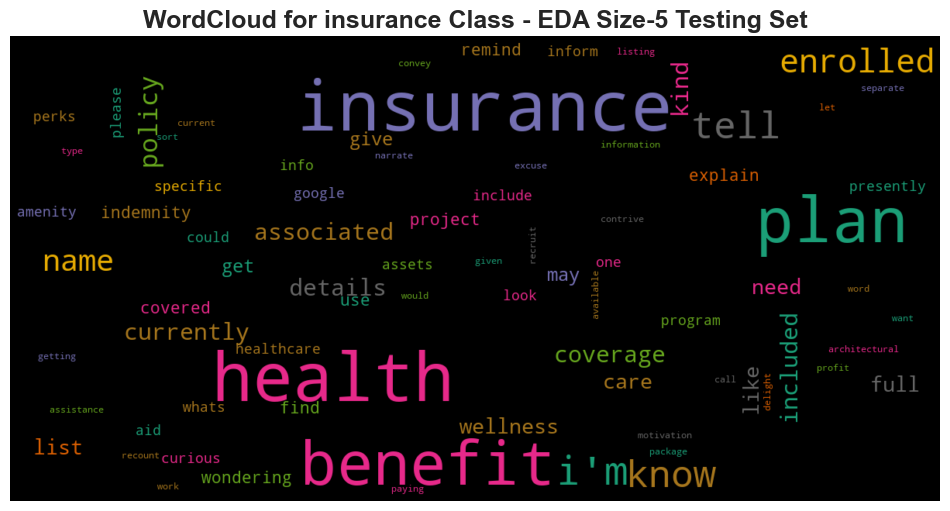 WordCloud for insurance Class - EDA Size-5 Testing Set
remind
inform
listing
convey
kind
enrolled
insurance
policy
please
perks
current
sort
type
separate
let
tell
give
narrate
information
excuse
info
specific
google
include
explain
presently
amenity
indemnity
project
contrive
plan
could
associated
recruit
name
get
assets
given
one
may
available
details
use
would
look
need
word
covered
program
want
currently
healthcare
coverage
included
architectural
getting
health
care
call
like
delight
profit
full
assistance
whats
find
aid
wellness
motivation
list
recount
curious
package
benefit
i'm
know
wondering
work
paying